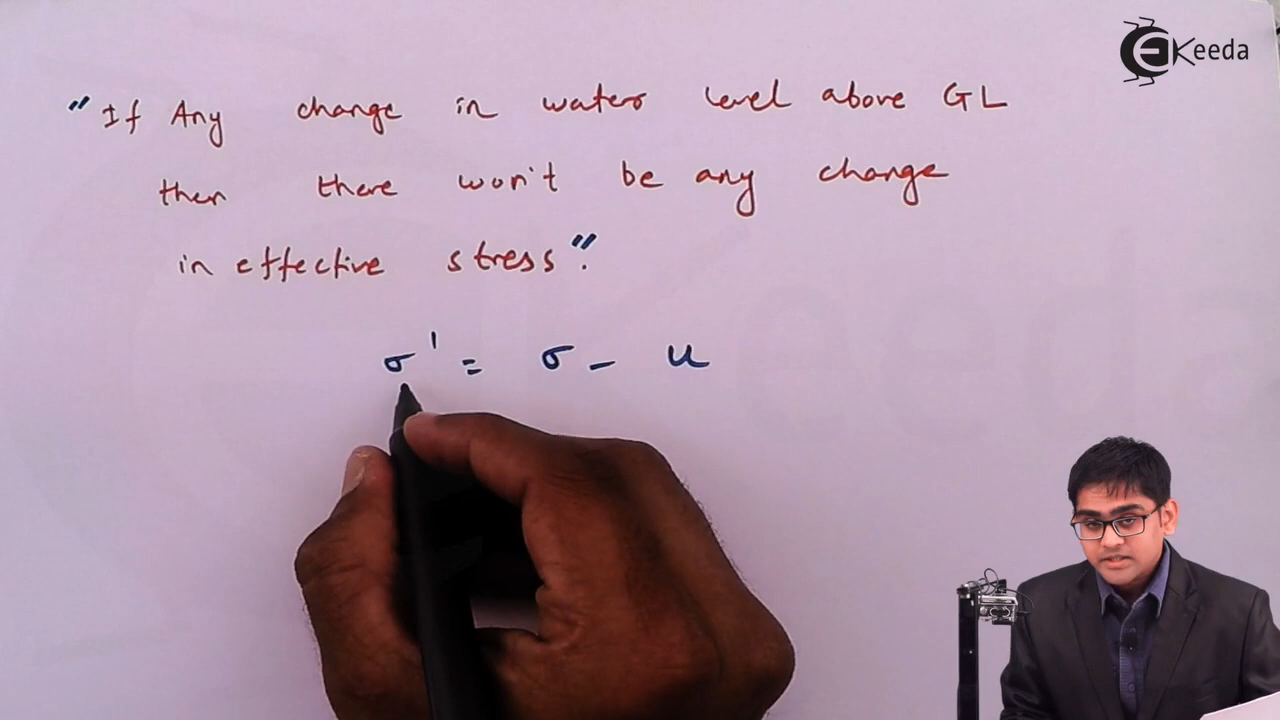 EKeeda
"If Any change in water level above GL
then there won't be any change
in effective stress".
σ' = σ - u